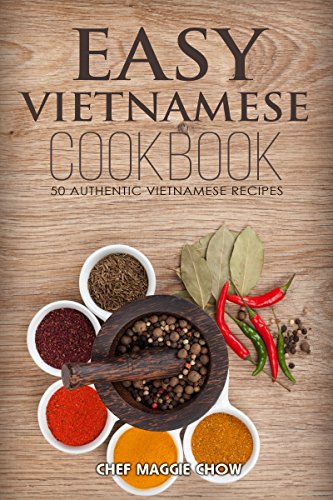 EASY
VIETNAMESE
COOKBOOK
50 AUTHENTIC VIETNAMESE RECIPES
CHEF MAGGIE CHOW